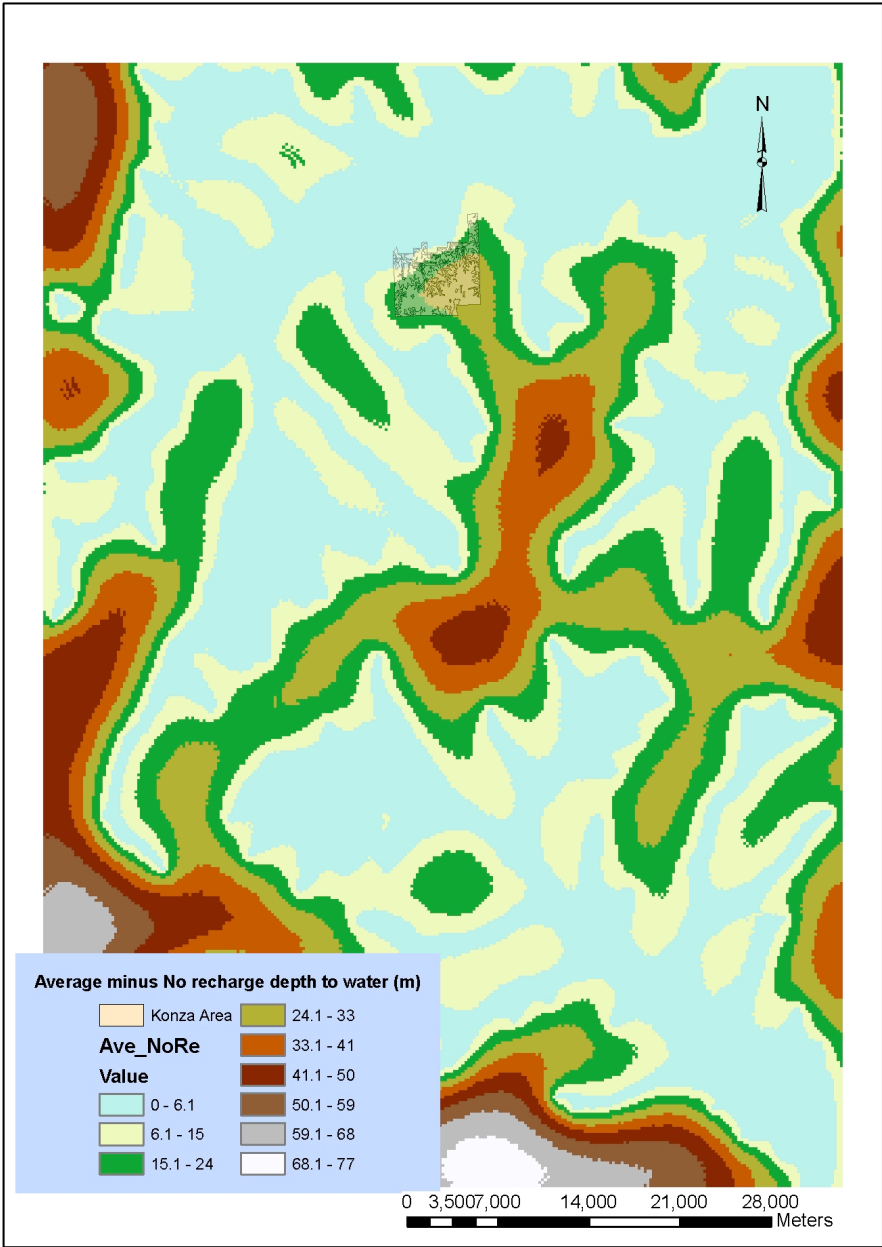 N
Average minus No recharge depth to water (m)
Konza Area
Ave_NoRe
Value
0 - 6.1
6.1 - 15
15.1 - 24
24.1 - 33
33.1 - 41
41.1 - 50
50.1 - 59
59.1 - 68
68.1 - 77
0 3,5007,000 14,000 21,000 28,000
Meters